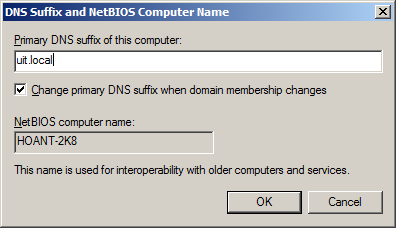 DNS Suffix and NetBIOS Computer Name
Primary DNS suffix of this computer:
uit.local
Change primary DNS suffix when domain membership changes
NetBIOS computer name:
HOANT-2K8
This name is used for interoperability with older computers and services.
OK Cancel